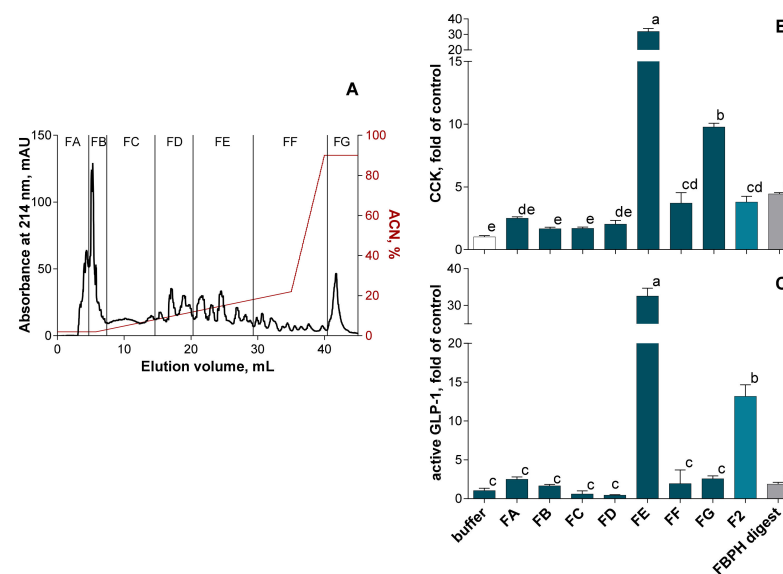 A
FA FB FC FD FE FF FG
150
100
50
0
Absorbance at 214 nm, mAU
0 10 20 30 40
Elution volume, mL
100
80
60
40
20
0
ACN, %
B
40
30
20
15
10
5
0
CCK, fold of control
e de e e de a cd b cd
C
40
30
20
15
10
5
0
active GLP-1, fold of control
c c c c c a c c b
buffer FA FB FC FD FE FF FG F2 FBPH digest